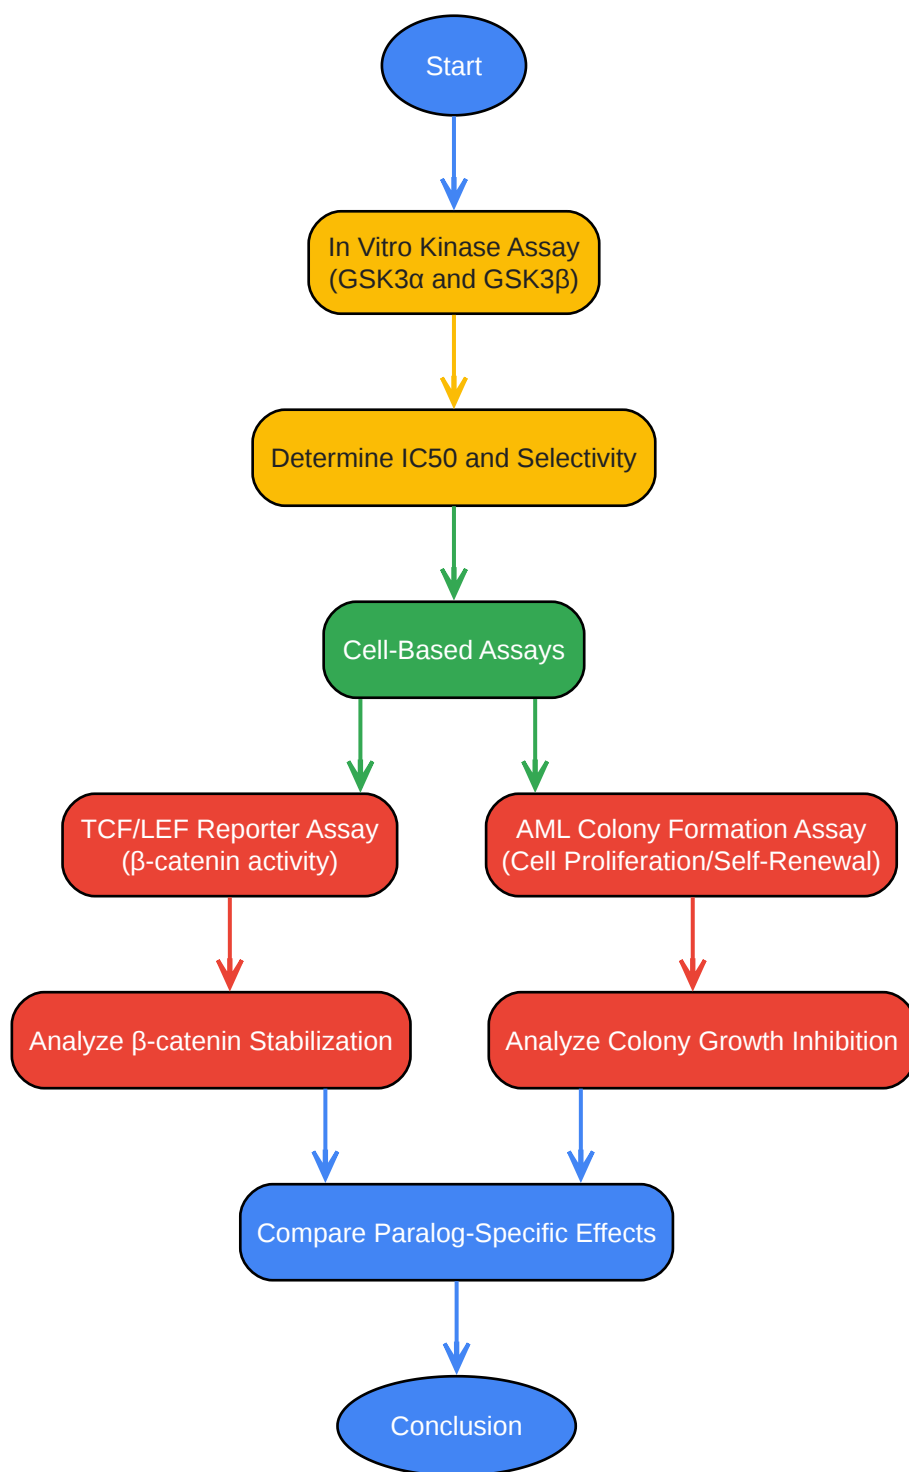 Start
In Vitro Kinase Assay
(GSK3α and GSK3β)
Determine IC50 and Selectivity
Cell-Based Assays
TCF/LEF Reporter Assay
(β-catenin activity)
AML Colony Formation Assay
(Cell Proliferation/Self-Renewal)
Analyze β-catenin Stabilization
Analyze Colony Growth Inhibition
Compare Paralog-Specific Effects
Conclusion